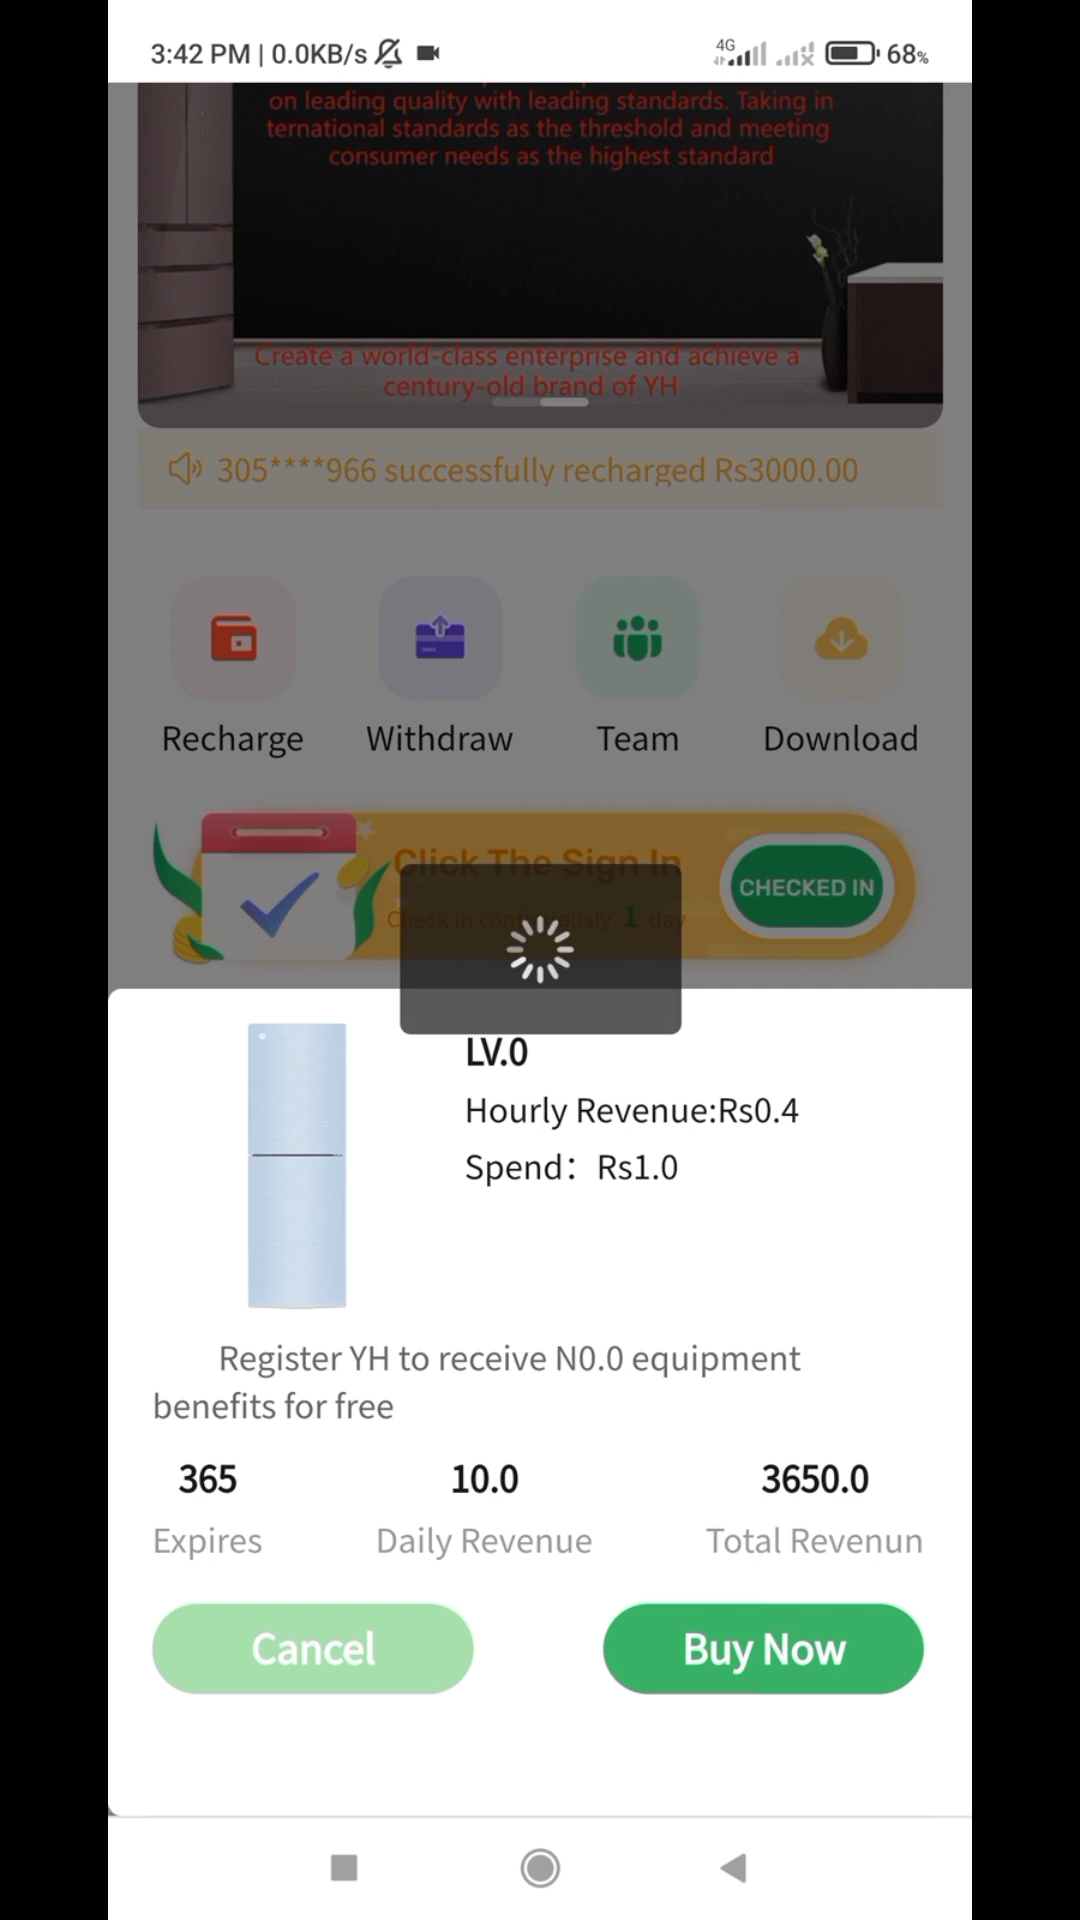 3:42 PM | 0.0KB/s
4G
68%
on leading quality with leading standards. Taking in
ternational standards as the threshold and meeting
consumer needs as the highest standard
Create a world-class enterprise and achieve a
century-old brand of YH
305****966 successfully recharged Rs3000.00
Recharge Withdraw Team Download
Click The Sign In
Check in continuously 1 day
CHECKED IN
LV.0
Hourly Revenue:Rs0.4
Spend：Rs1.0
Register YH to receive N0.0 equipment
benefits for free
365 10.0 3650.0
Expires Daily Revenue Total Revenun
Cancel Buy Now